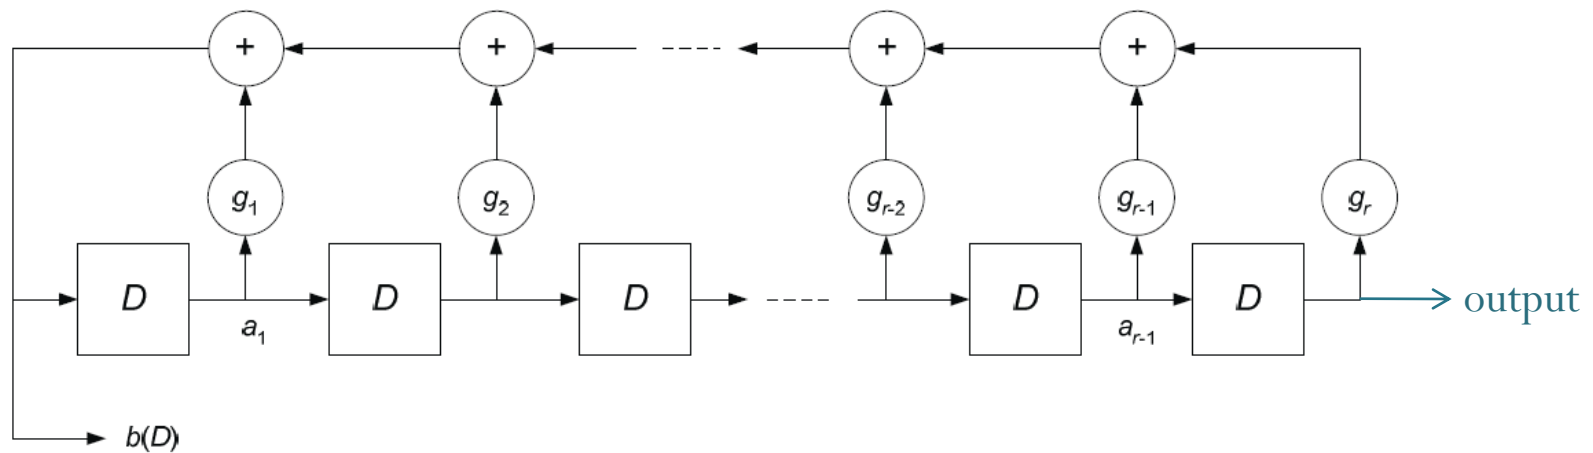 + + + +
g1 g2 gr-2 gr-1 gr
D D D D D output
a1 ar-1
b(D)